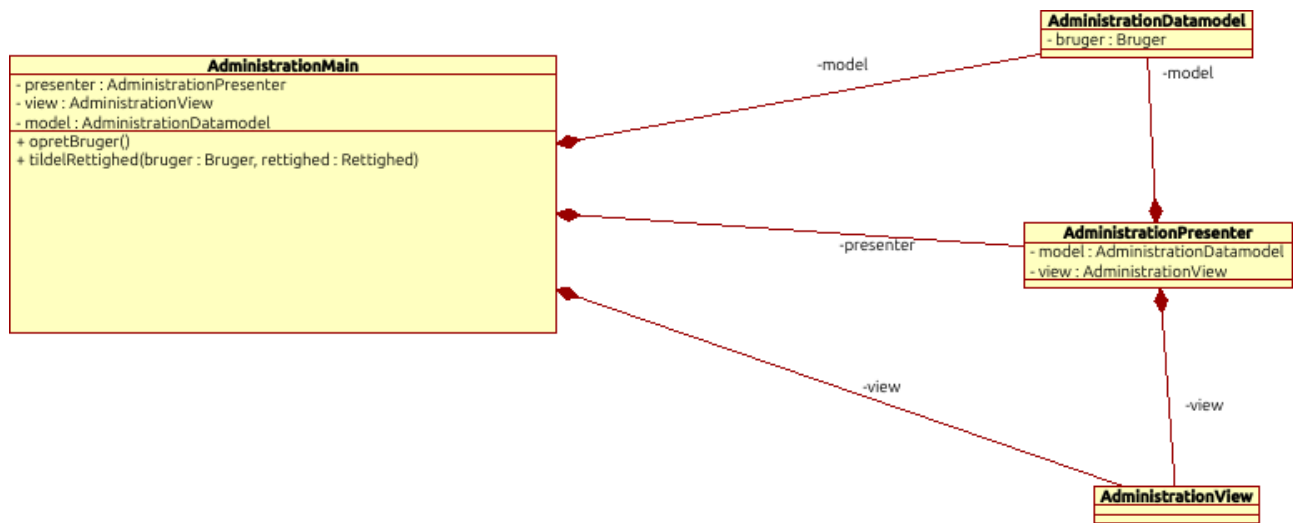 AdministrationDatamodel
- bruger : Bruger
AdministrationMain
- presenter : AdministrationPresenter
- view : AdministrationView
- model : AdministrationDatamodel
+ opretBruger()
+ tildelRettighed(bruger : Bruger, rettighed : Rettighed)
-model
-model
-presenter
AdministrationPresenter
- model : AdministrationDatamodel
- view : AdministrationView
-view
-view
AdministrationView